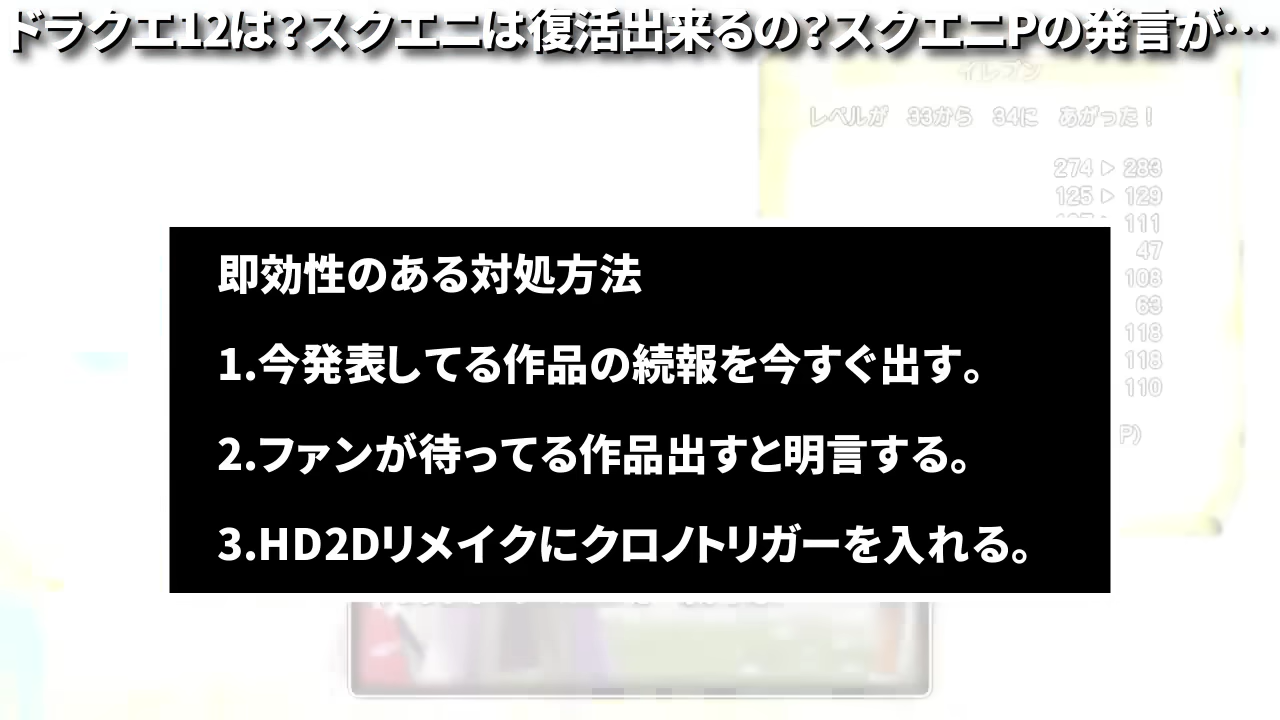 ドラクエ12は？スクエニは復活出来るの？スクエニPの発言が…
イレブン
レベルが 33から 34に あがった！
274 ▷ 283
125 ▷ 129
111
47
108
63
118
118
110
P)
即効性のある対処方法
1.今発表してる作品の続報を今すぐ出す。
2.ファンが待ってる作品出すと明言する。
3.HD2Dリメイクにクロノトリガーを入れる。